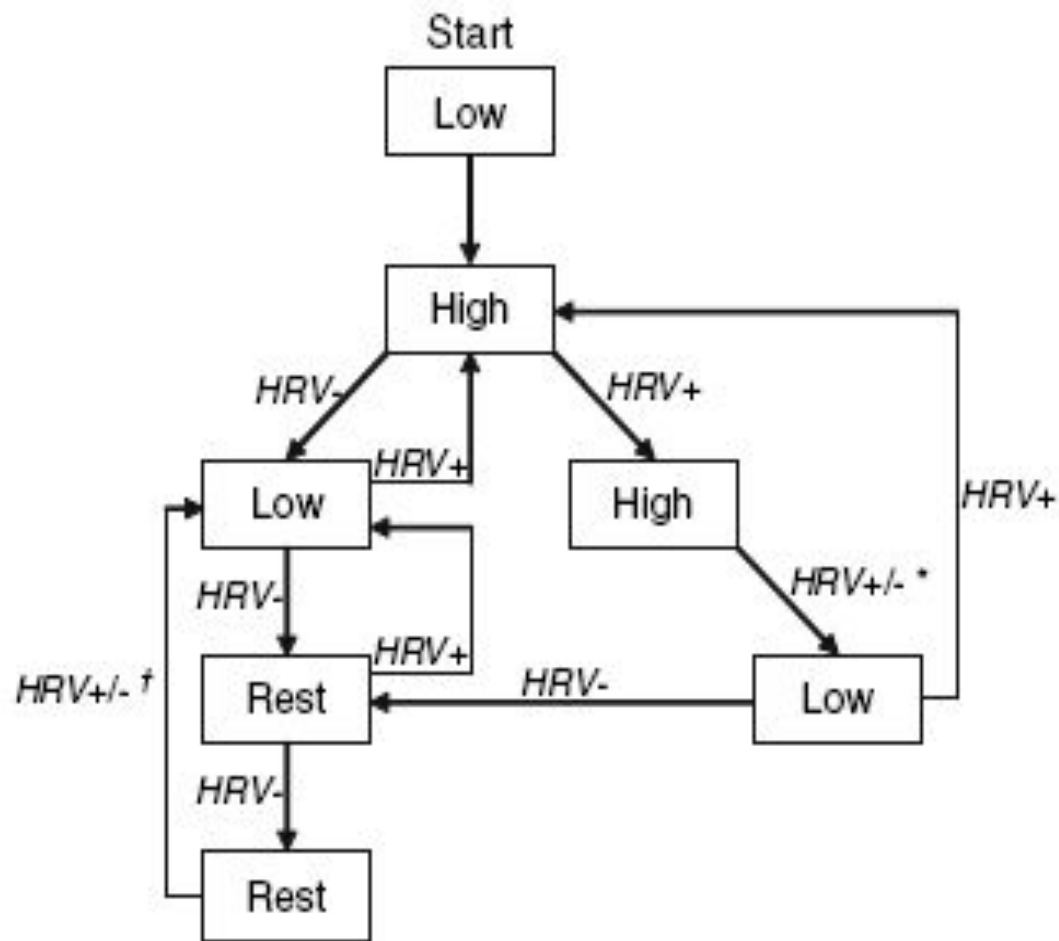 Start
Low
High
HRV-
HRV+
HRV+
Low
High
HRV+
HRV-
HRV+/- *
HRV+
HRV+/- †
Rest
HRV-
Low
HRV-
Rest